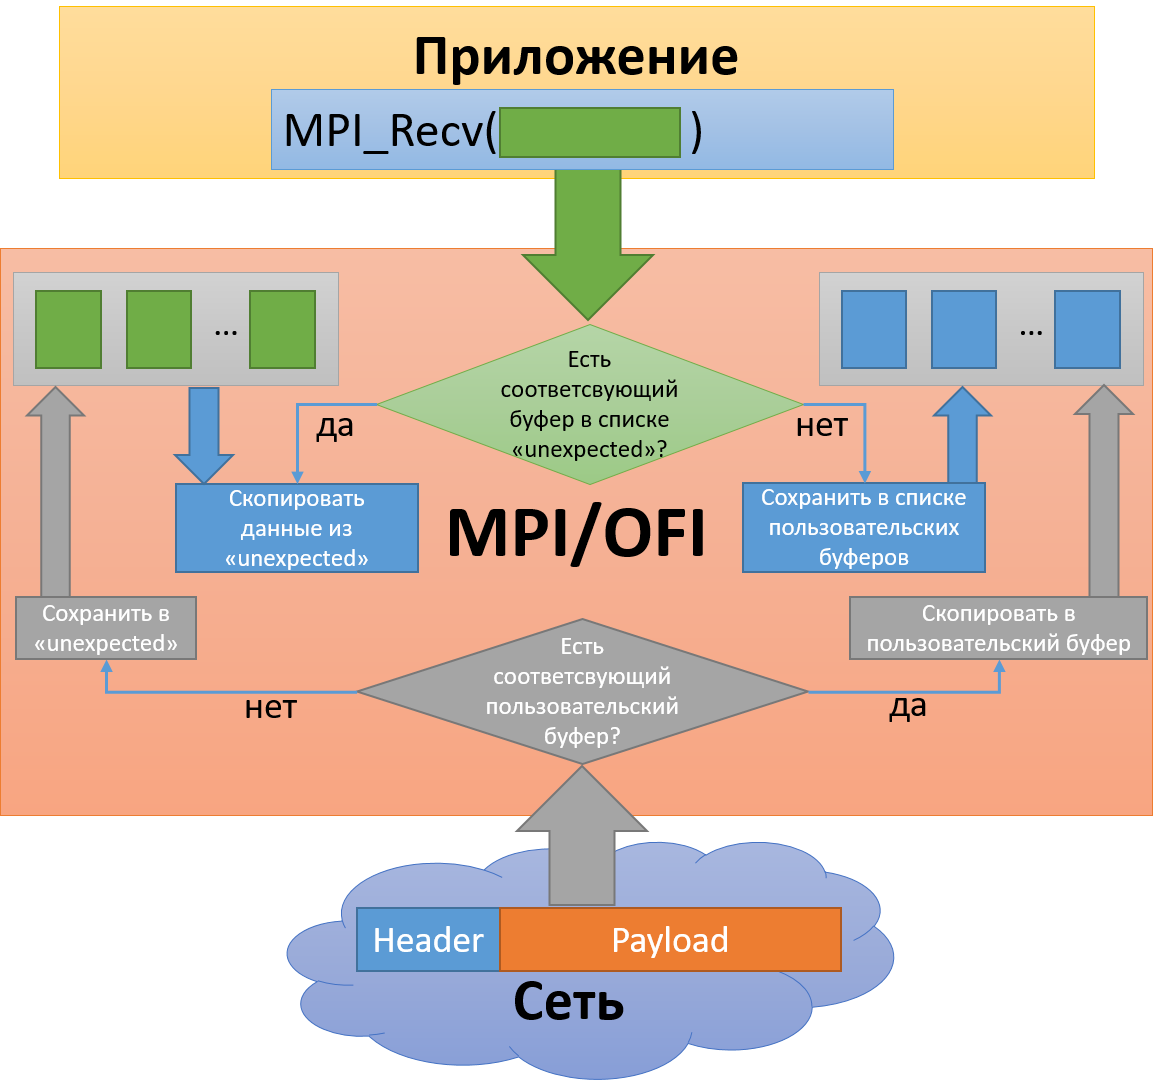 Приложение
MPI_Recv( )
...
...
Есть
соответсвующий
буфер в списке
«unexpected»?
да
нет
Скопировать
данные из
«unexpected»
MPI/OFI
Сохранить в списке
пользовательских
буферов
Сохранить в
«unexpected»
Скопировать в
пользовательский буфер
Есть
соответсвующий
пользовательский
буфер?
нет
да
Header
Payload
Сеть